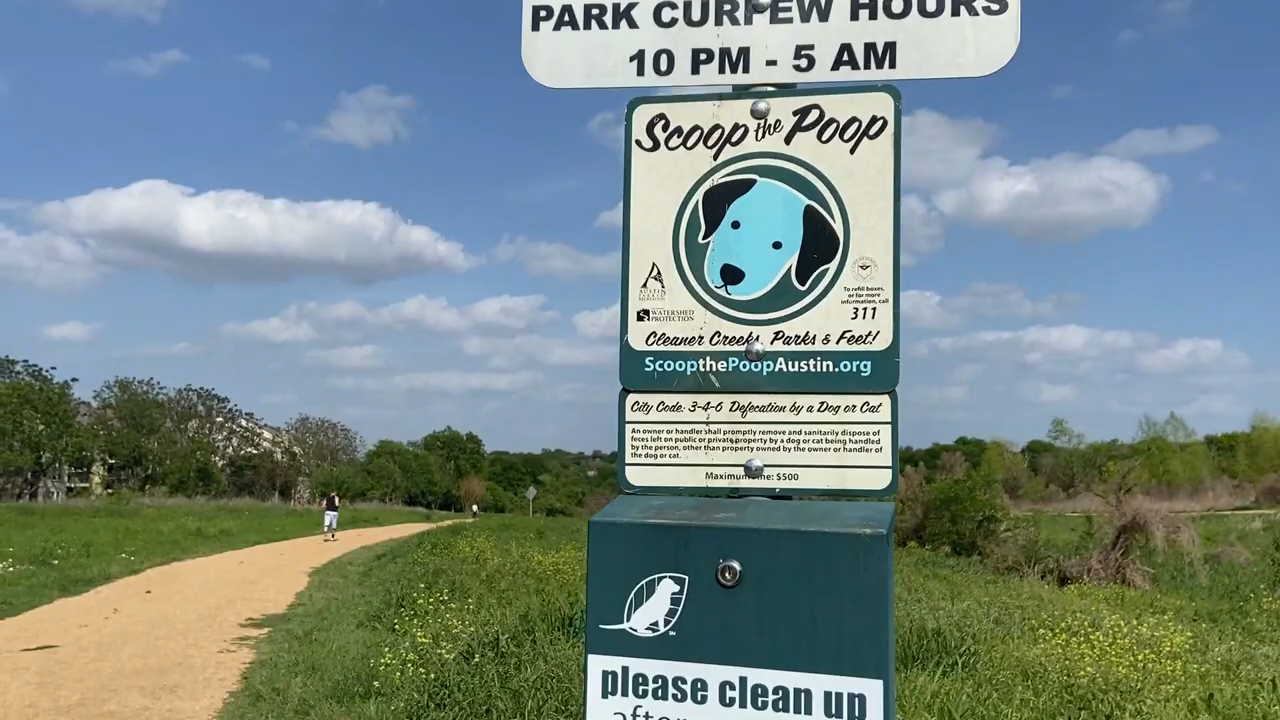 PARK CURFEW HOURS
10 PM - 5 AM
Scoop the Poop
AUSTIN
PARKS &
RECREATION
WATERSHED
PROTECTION
To refill boxes,
or for more
information, call
311
Cleaner Creeks, Parks & Feet!
ScoopthePoopAustin.org
City Code: 3-4-6 Defecation by a Dog or Cat
An owner or handler shall promptly remove and sanitarily dispose of
feces left on public or private property by a dog or cat being handled
by the person, other than property owned by the owner or handler of
the dog or cat.
Maximum fine: $500
SM
please clean up
after